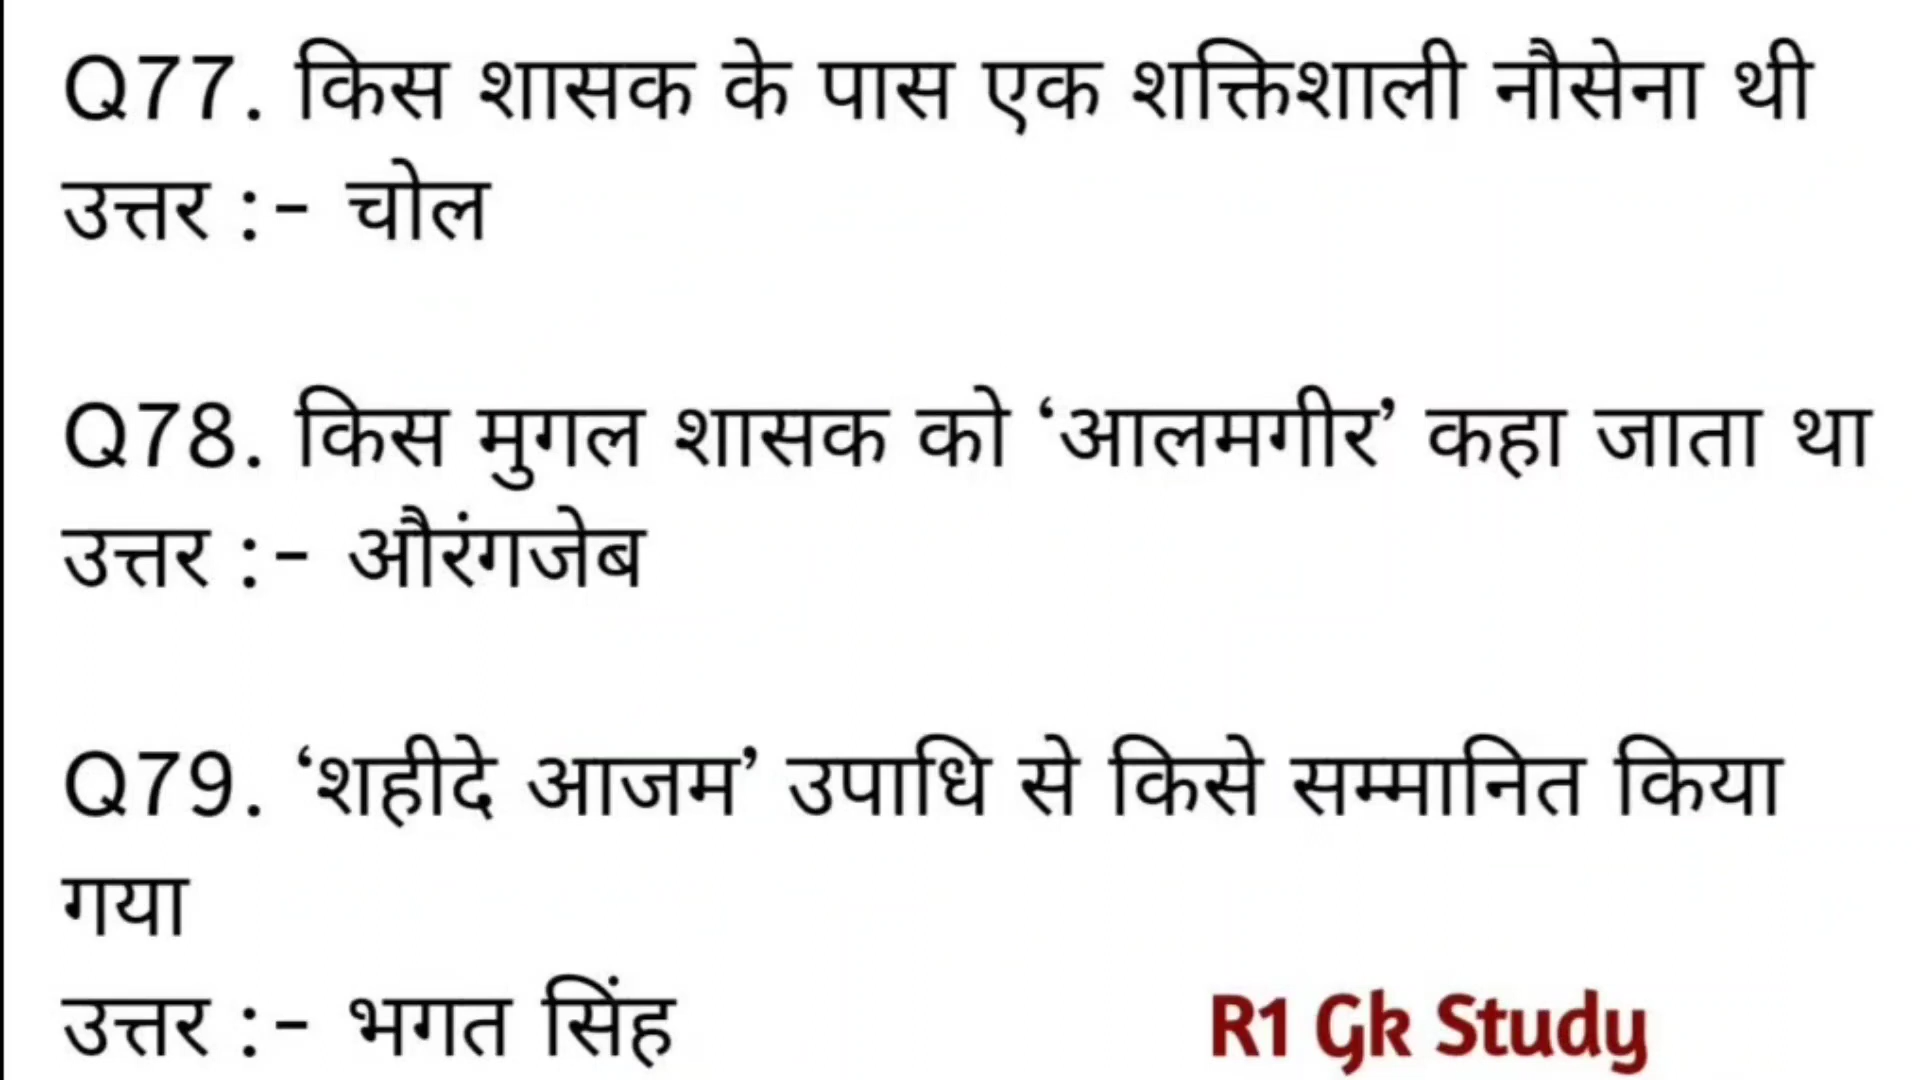 Q77. किस शासक के पास एक शक्तिशाली नौसेना थी
उत्तर :- चोल
Q78. किस मुगल शासक को ‘आलमगीर’ कहा जाता था
उत्तर :- औरंगजेब
Q79. ‘शहीदे आजम’ उपाधि से किसे सम्मानित किया
गया
उत्तर :- भगत सिंह
R1 Gk Study